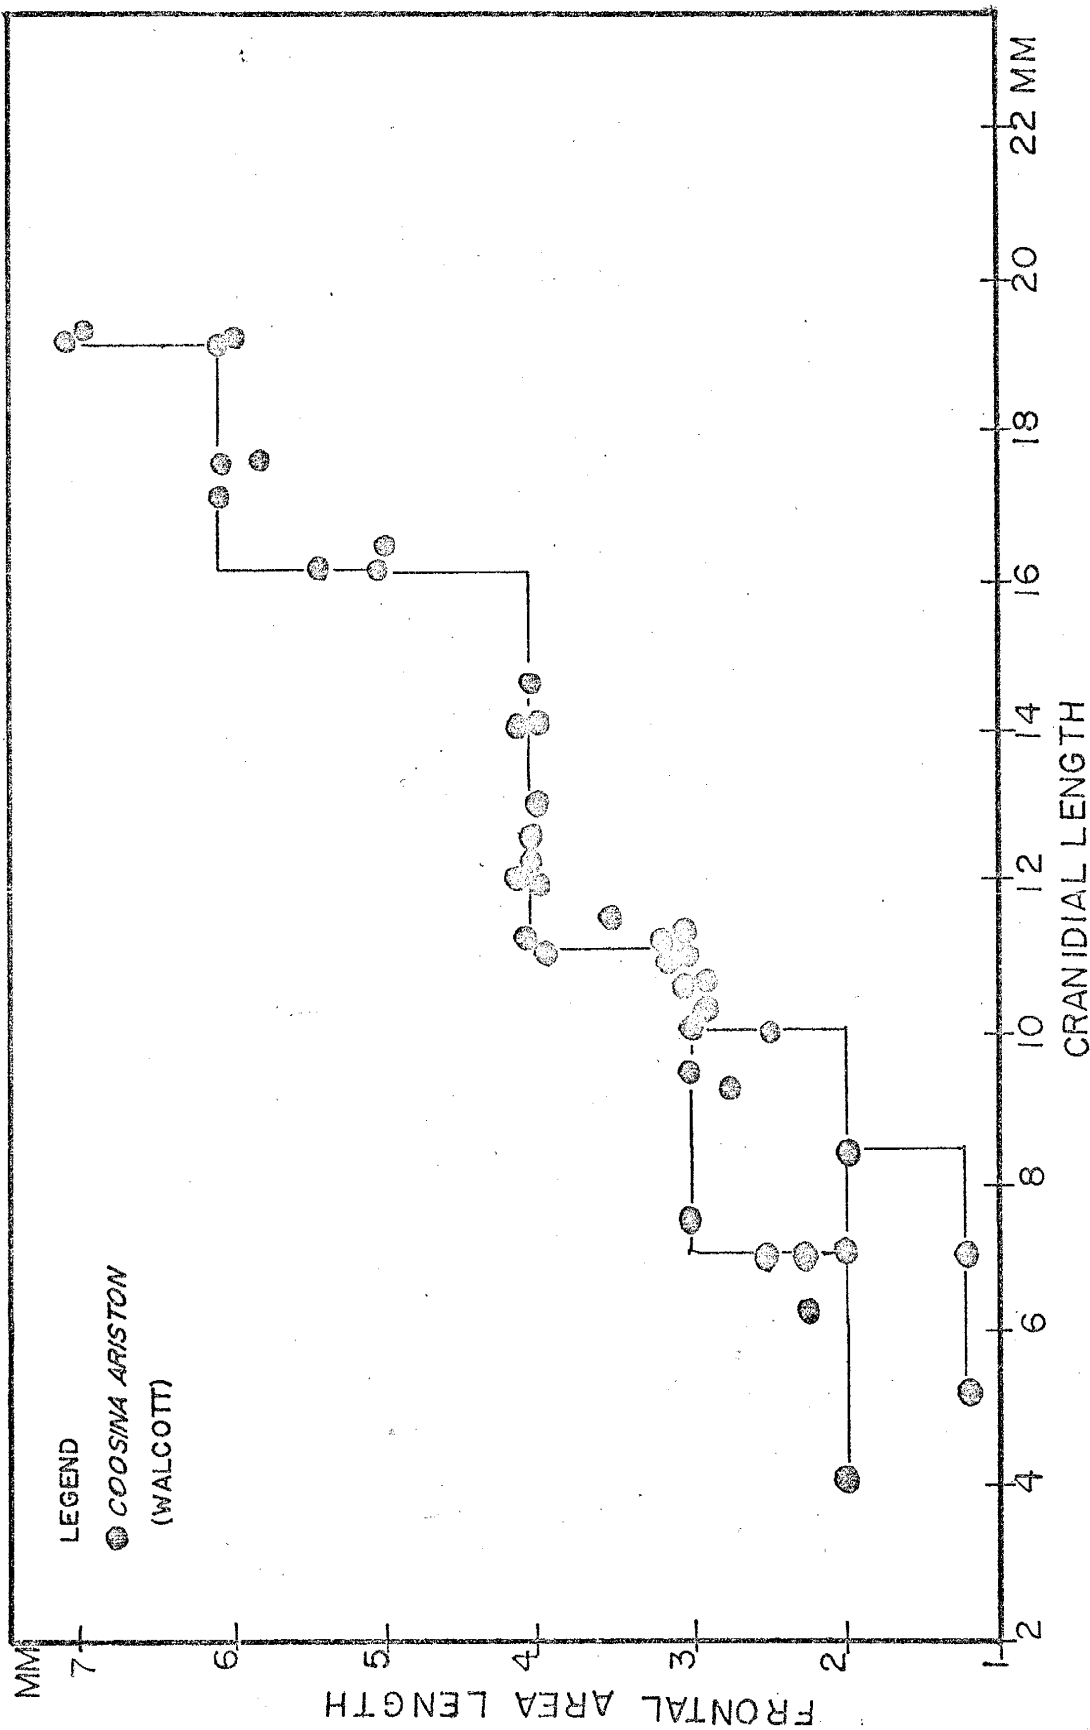 LEGEND
COOSINA ARISTON
(WALCOTT)
MM
7
6
5
4
3
2
1
FRONTAL AREA LENGTH
2 4 6 8 10 12 14 16 18 20 22 MM
CRANIDIAL LENGTH